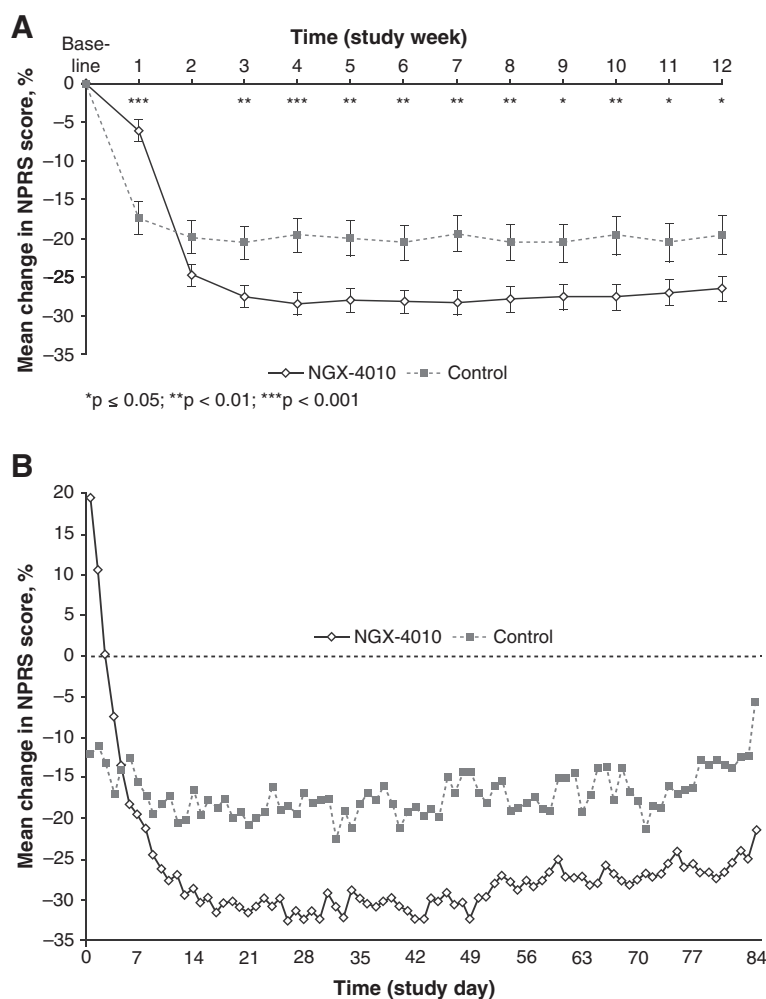 A
Time (study week)
Base-
line 1 2 3 4 5 6 7 8 9 10 11 12
Mean change in NPRS score, %
0
*** ** *** ** ** ** ** * ** * *
–5
–10
–15
–20
–25
–30
–35
NGX-4010 Control
*p ≤ 0.05; **p < 0.01; ***p < 0.001
B
Mean change in NPRS score, %
20
15
10
5
NGX-4010 Control
0
–5
–10
–15
–20
–25
–30
–35
0 7 14 21 28 35 42 49 56 63 70 77 84
Time (study day)